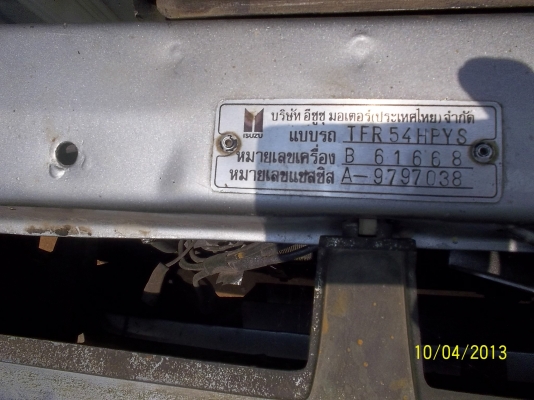 บริษัท อีซูซุ มอเตอร์(ประเทศไทย)จำกัด
ISUZU
แบบรถ TFR54HPYS
หมายเลขเครื่อง B 61668
หมายเลขแชสซิส A-9797038
10/04/2013